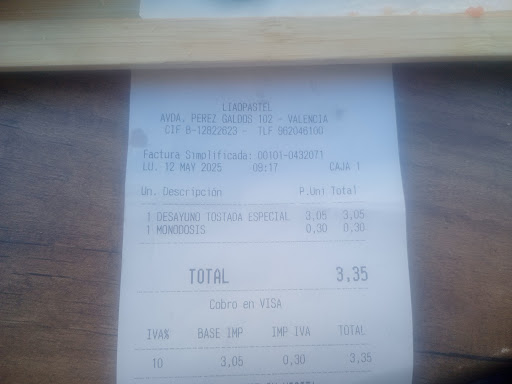 LIAOPASTEL
AVDA. PEREZ GALDOS 102 - VALENCIA
CIF B-12822623 - TLF 962046100
Factura Simplificada: 00101-0432071
LU. 12 MAY 2025 09:17 CAJA 1
Un. Descripción P.Uni Total
1 DESAYUNO TOSTADA ESPECIAL 3,05 3,05
1 MONODOSIS 0,30 0,30
TOTAL 3,35
Cobro en VISA
IVA% BASE IMP IMP IVA TOTAL
10 3,05 0,30 3,35